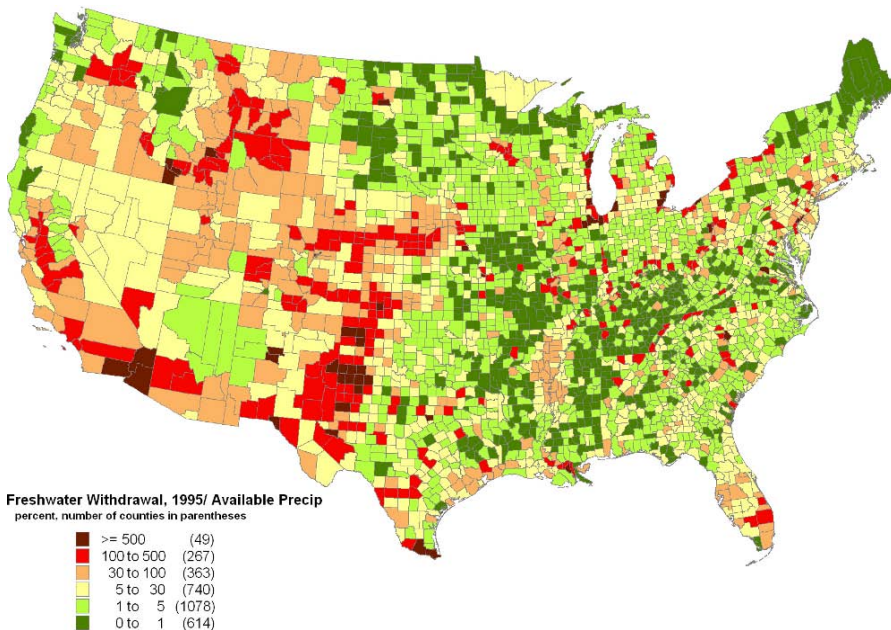 Freshwater Withdrawal, 1995/ Available Precip
percent, number of counties in parentheses
>= 500 (49)
100 to 500 (267)
30 to 100 (363)
5 to 30 (740)
1 to 5 (1078)
0 to 1 (614)